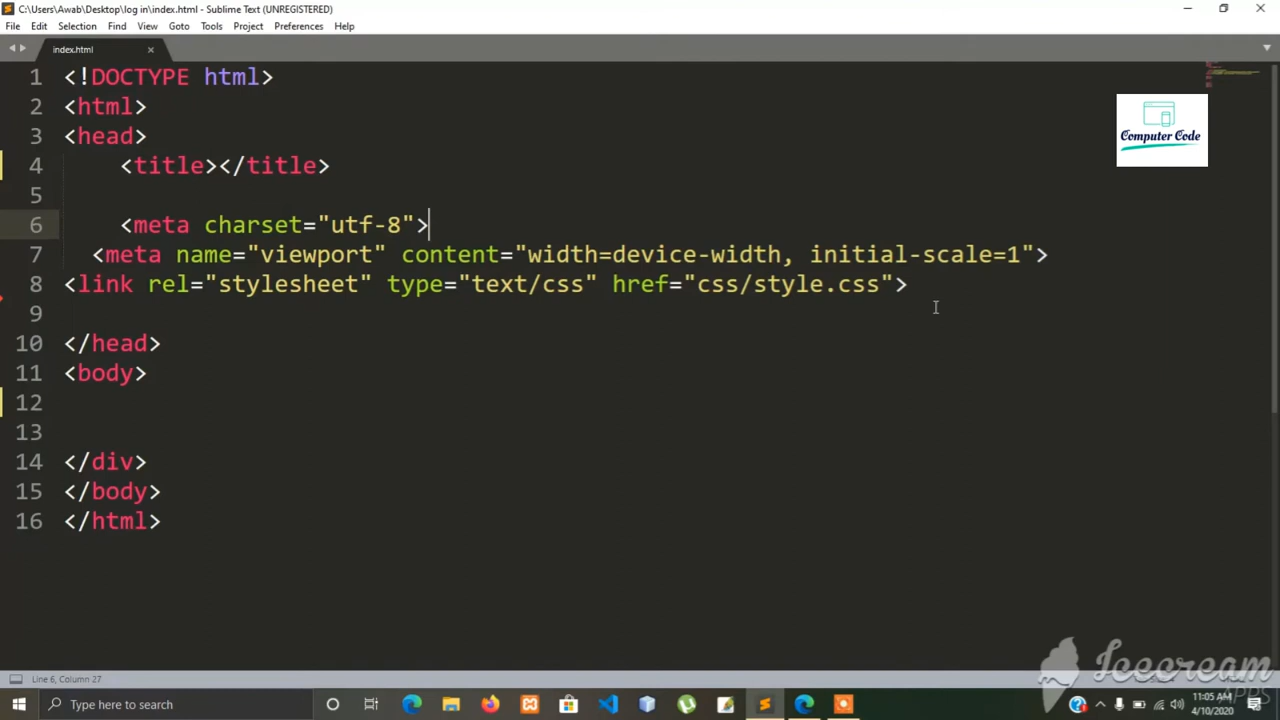 C:\Users\Awab\Desktop\log in\index.html - Sublime Text (UNREGISTERED)
File Edit Selection Find View Goto Tools Project Preferences Help
index.html
1 <!DOCTYPE html>
2 <html>
3 <head>
4 <title></title>
5
6 <meta charset="utf-8">
7 <meta name="viewport" content="width=device-width, initial-scale=1">
8 <link rel="stylesheet" type="text/css" href="css/style.css">
9
10 </head>
11 <body>
12
13
14 </div>
15 </body>
16 </html>
Computer Code
Line 6, Column 27
Icecream
APPS
Type here to search
11:05 AM
4/10/2020